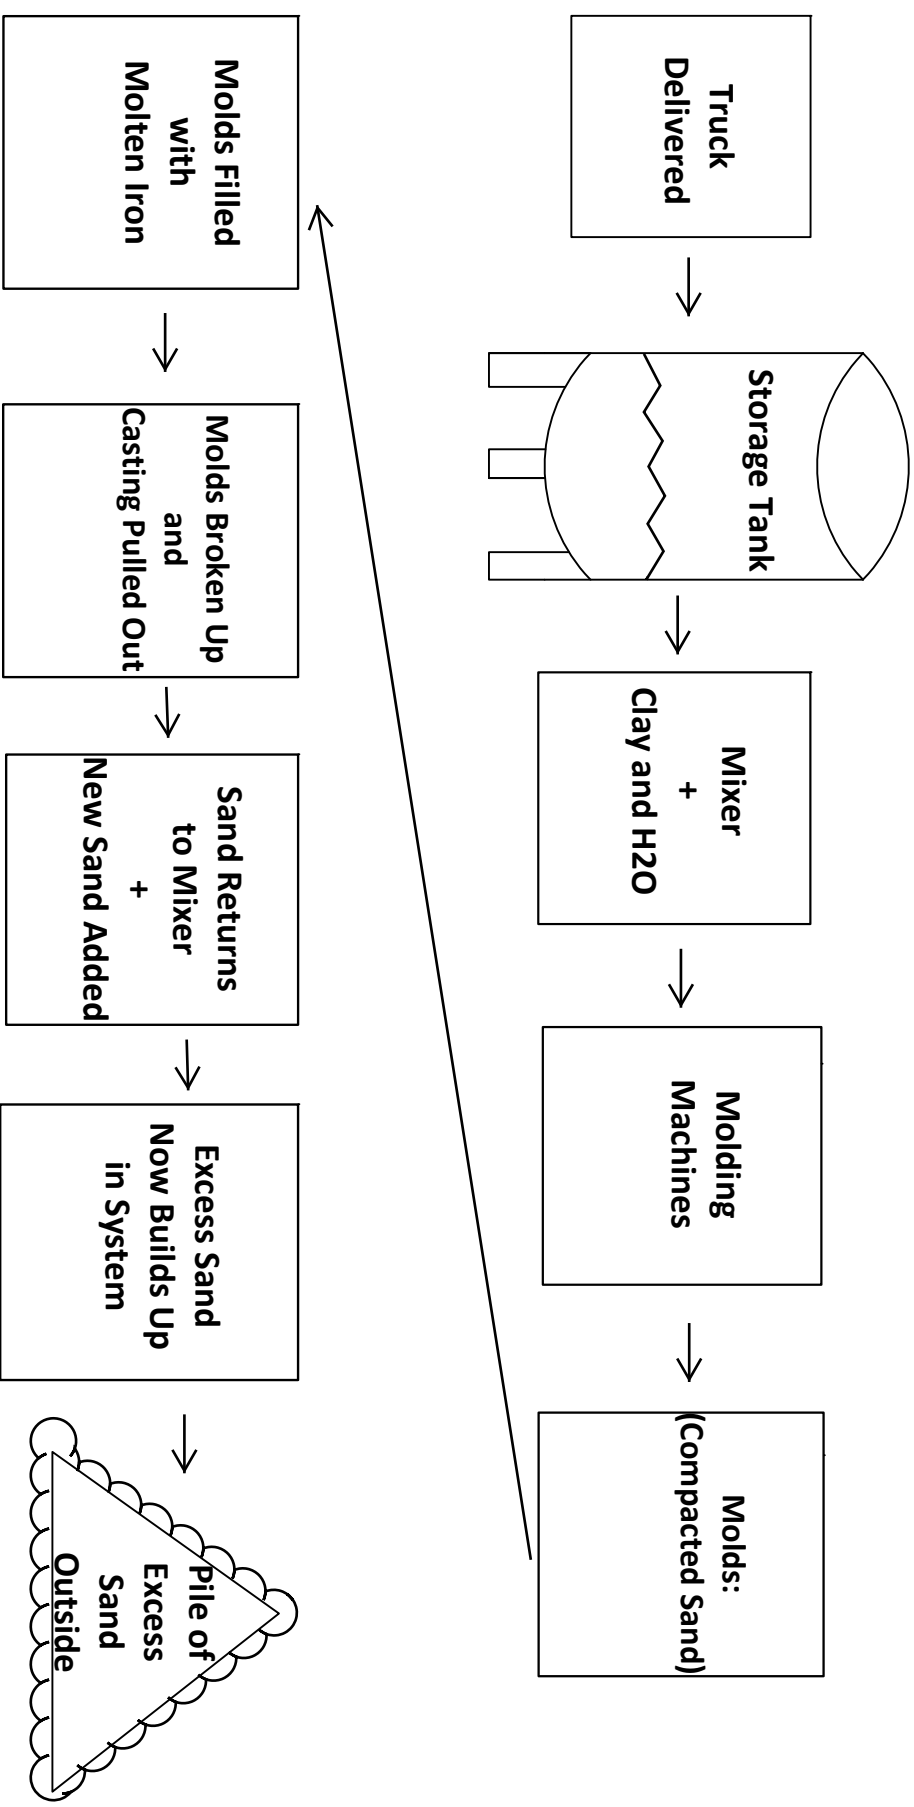 Truck
Delivered
Storage Tank
Mixer
+
Clay and H2O
Molding
Machines
Molds:
(Compacted Sand)
Molds Filled
with
Molten Iron
Molds Broken Up
and
Casting Pulled Out
Sand Returns
to Mixer
+
New Sand Added
Excess Sand
Now Builds Up
in System
Pile of
Excess
Sand
Outside